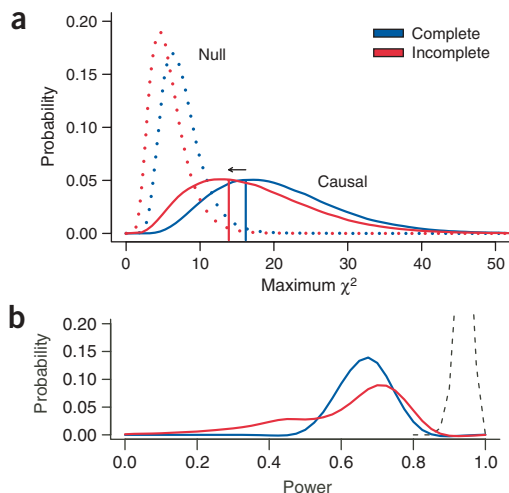 a
Probability
0.20
0.15
0.10
0.05
0.00
Null
Causal
Complete
Incomplete
0 10 20 30 40 50
Maximum χ²
b
Probability
0.20
0.15
0.10
0.05
0.00
0.0 0.2 0.4 0.6 0.8 1.0
Power